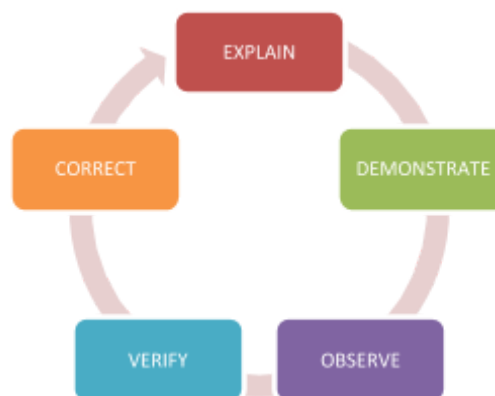 EXPLAIN
DEMONSTRATE
OBSERVE
VERIFY
CORRECT